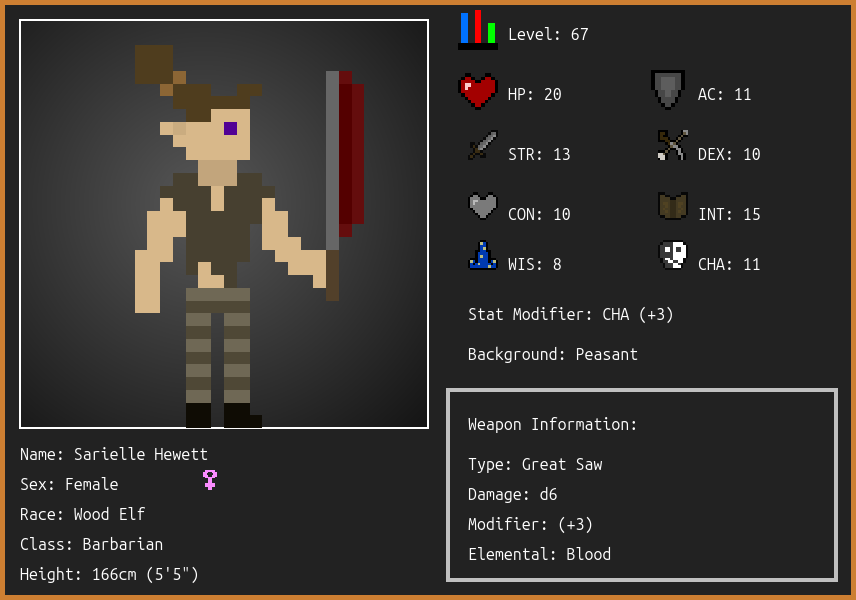 Level: 67
HP: 20
AC: 11
STR: 13
DEX: 10
CON: 10
INT: 15
WIS: 8
CHA: 11
Stat Modifier: CHA (+3)
Background: Peasant
Weapon Information:
Type: Great Saw
Damage: d6
Modifier: (+3)
Elemental: Blood
Name: Sarielle Hewett
Sex: Female
Race: Wood Elf
Class: Barbarian
Height: 166cm (5'5")